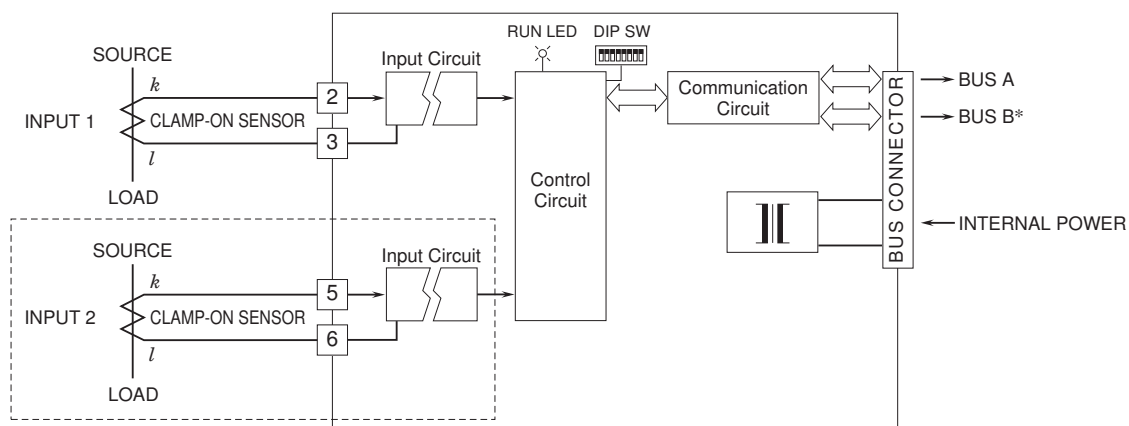 RUN LED
DIP SW
SOURCE
Input Circuit
k
2
INPUT 1
CLAMP-ON SENSOR
3
l
LOAD
Control
Circuit
Communication
Circuit
BUS CONNECTOR
BUS A
BUS B*
INTERNAL POWER
SOURCE
Input Circuit
k
5
INPUT 2
CLAMP-ON SENSOR
6
l
LOAD